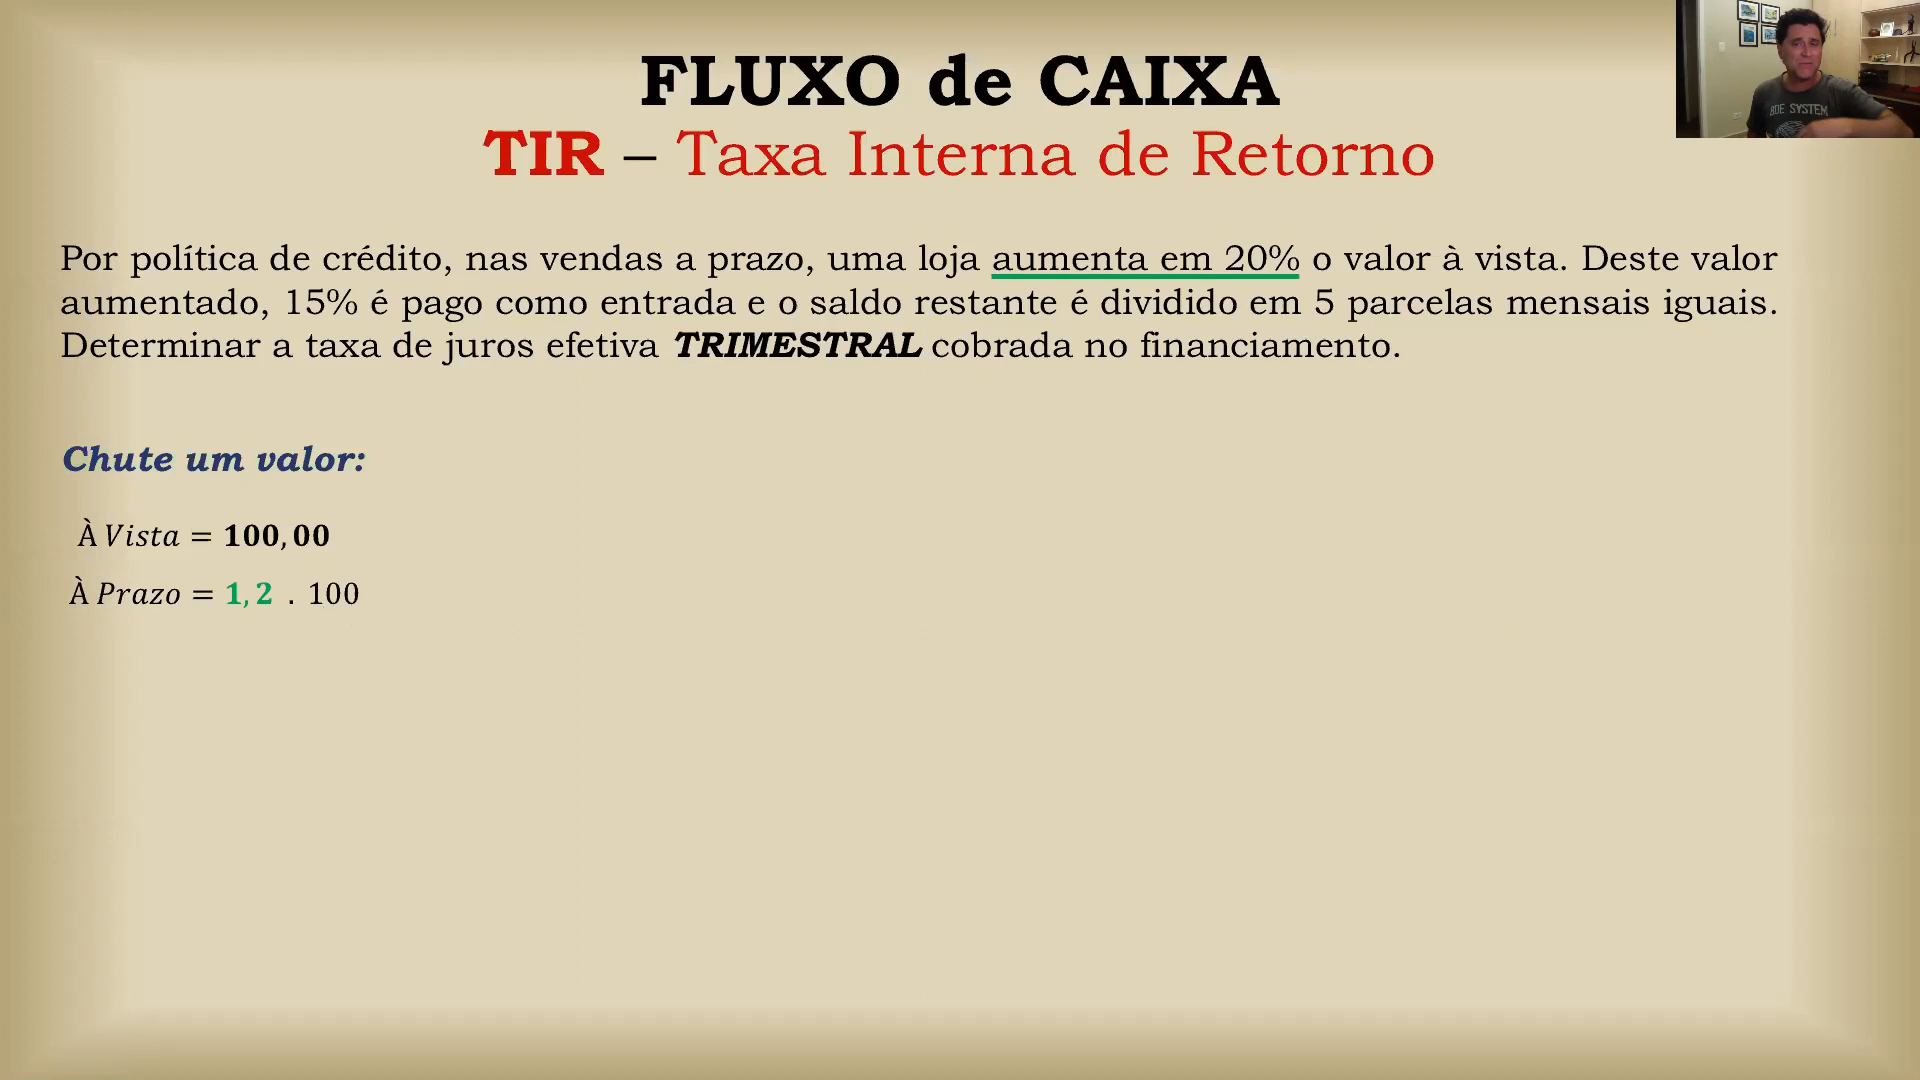 FLUXO de CAIXA
TIR – Taxa Interna de Retorno
BDE SYSTEM
Por política de crédito, nas vendas a prazo, uma loja aumenta em 20% o valor à vista. Deste valor
aumentado, 15% é pago como entrada e o saldo restante é dividido em 5 parcelas mensais iguais.
Determinar a taxa de juros efetiva TRIMESTRAL cobrada no financiamento.
Chute um valor:
À Vista = 100,00
À Prazo = 1,2 . 100